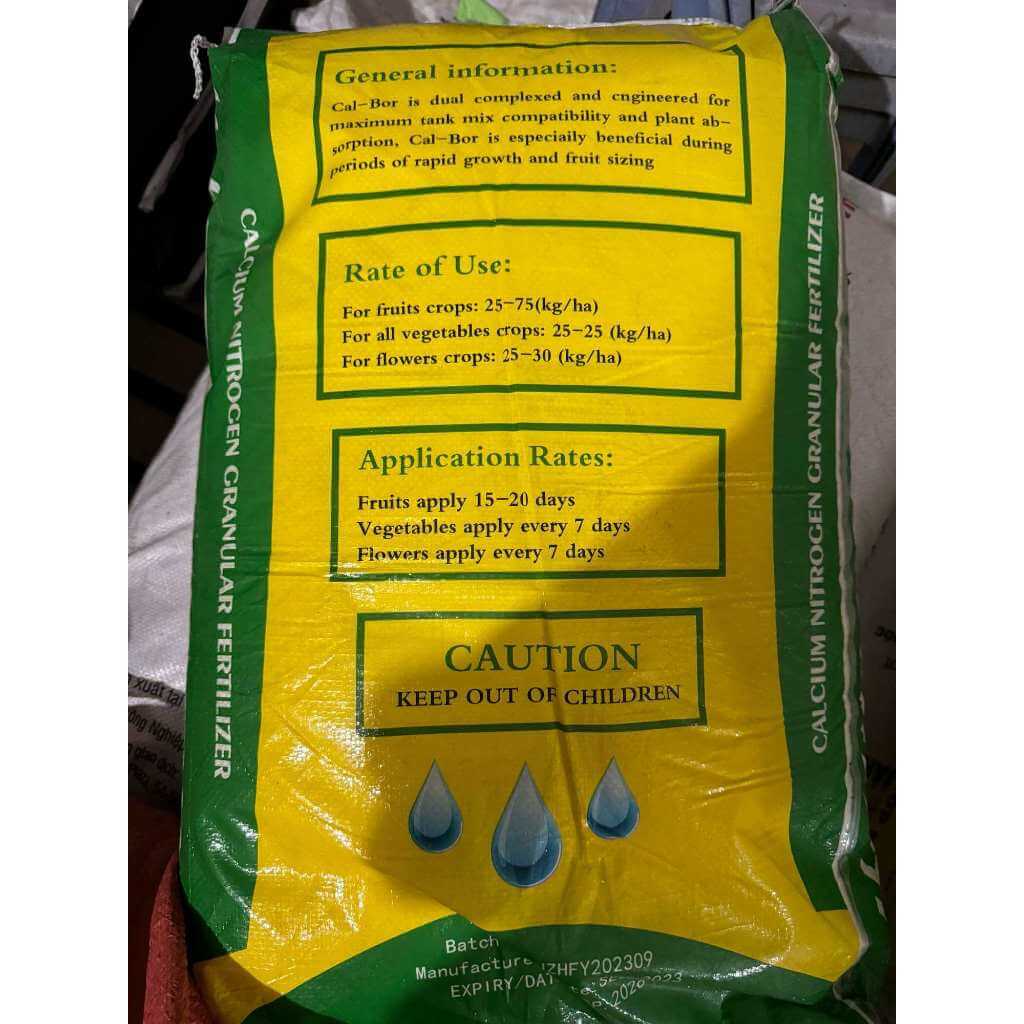 General information:
Cal-Bor is dual complexed and cngineered for
maximum tank mix compatibility and plant ab-
sorption, Cal-Bor is especiaily beneficial during
periods of rapid growth and fruit sizing
Rate of Use:
For fruits crops: 25-75(kg/ha)
For all vegetables crops: 25-25 (kg/ha)
For flowers crops: 25-30 (kg/ha)
Application Rates:
Fruits apply 15-20 days
Vegetables apply every 7 days
Flowers apply every 7 days
CAUTION
KEEP OUT OF CHILDREN
CALCIUM NITROGEN GRANULAR FERTILIZER
CALCIUM NITROGEN GRANULAR FERTILIZER
Batch
Manufacture ZHFY202309
EXPIRY/DAT
xuất tại